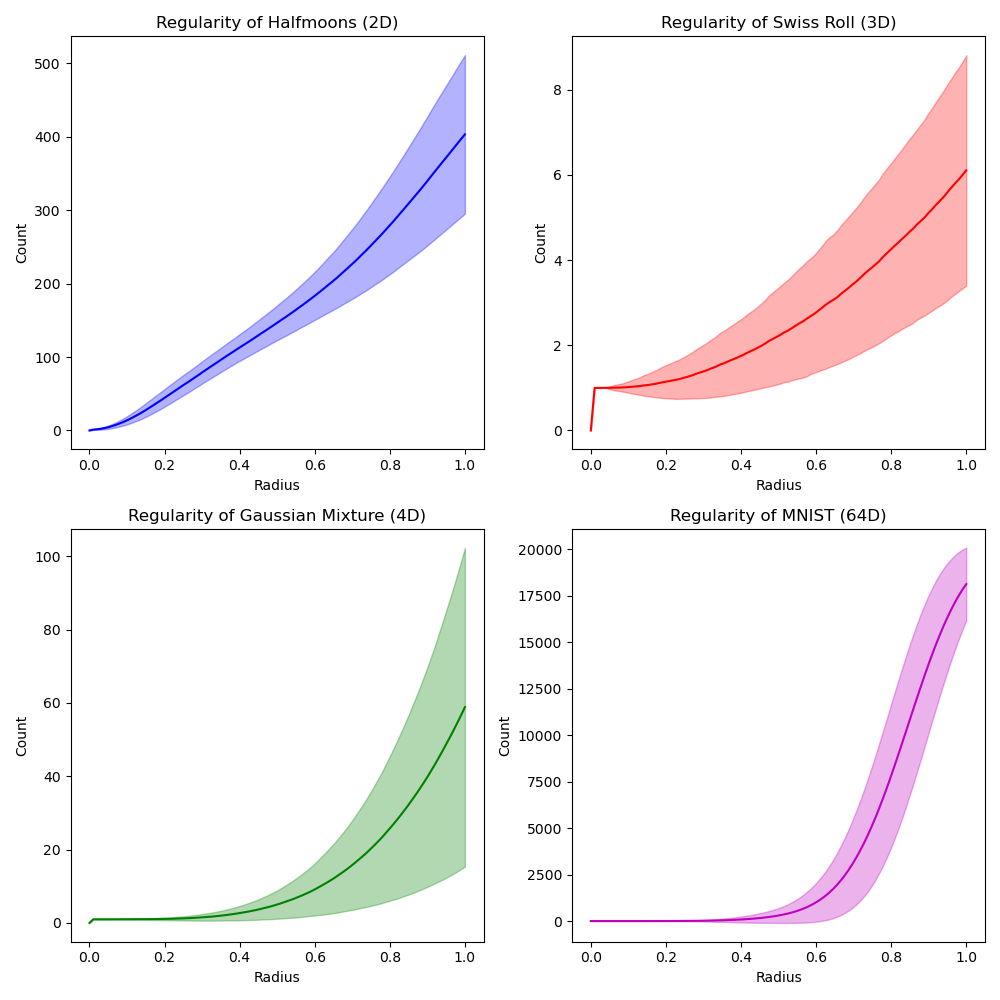 Regularity of Halfmoons (2D)
500
400
300
200
100
0
Count
0.0 0.2 0.4 0.6 0.8 1.0
Radius
Regularity of Swiss Roll (3D)
8
6
4
2
0
Count
0.0 0.2 0.4 0.6 0.8 1.0
Radius
Regularity of Gaussian Mixture (4D)
100
80
60
40
20
0
Count
0.0 0.2 0.4 0.6 0.8 1.0
Radius
Regularity of MNIST (64D)
20000
17500
15000
12500
10000
7500
5000
2500
0
Count
0.0 0.2 0.4 0.6 0.8 1.0
Radius